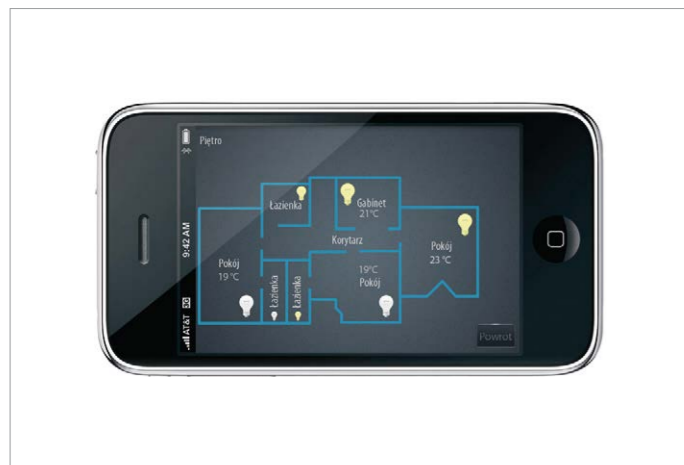 Piętro
Łazienka
Gabinet
21°C
Korytarz
Pokój
23 °C
Pokój
19 °C
Łazienka
Łazienka
19°C
Pokój
Powrót
9:42 AM
AT&T